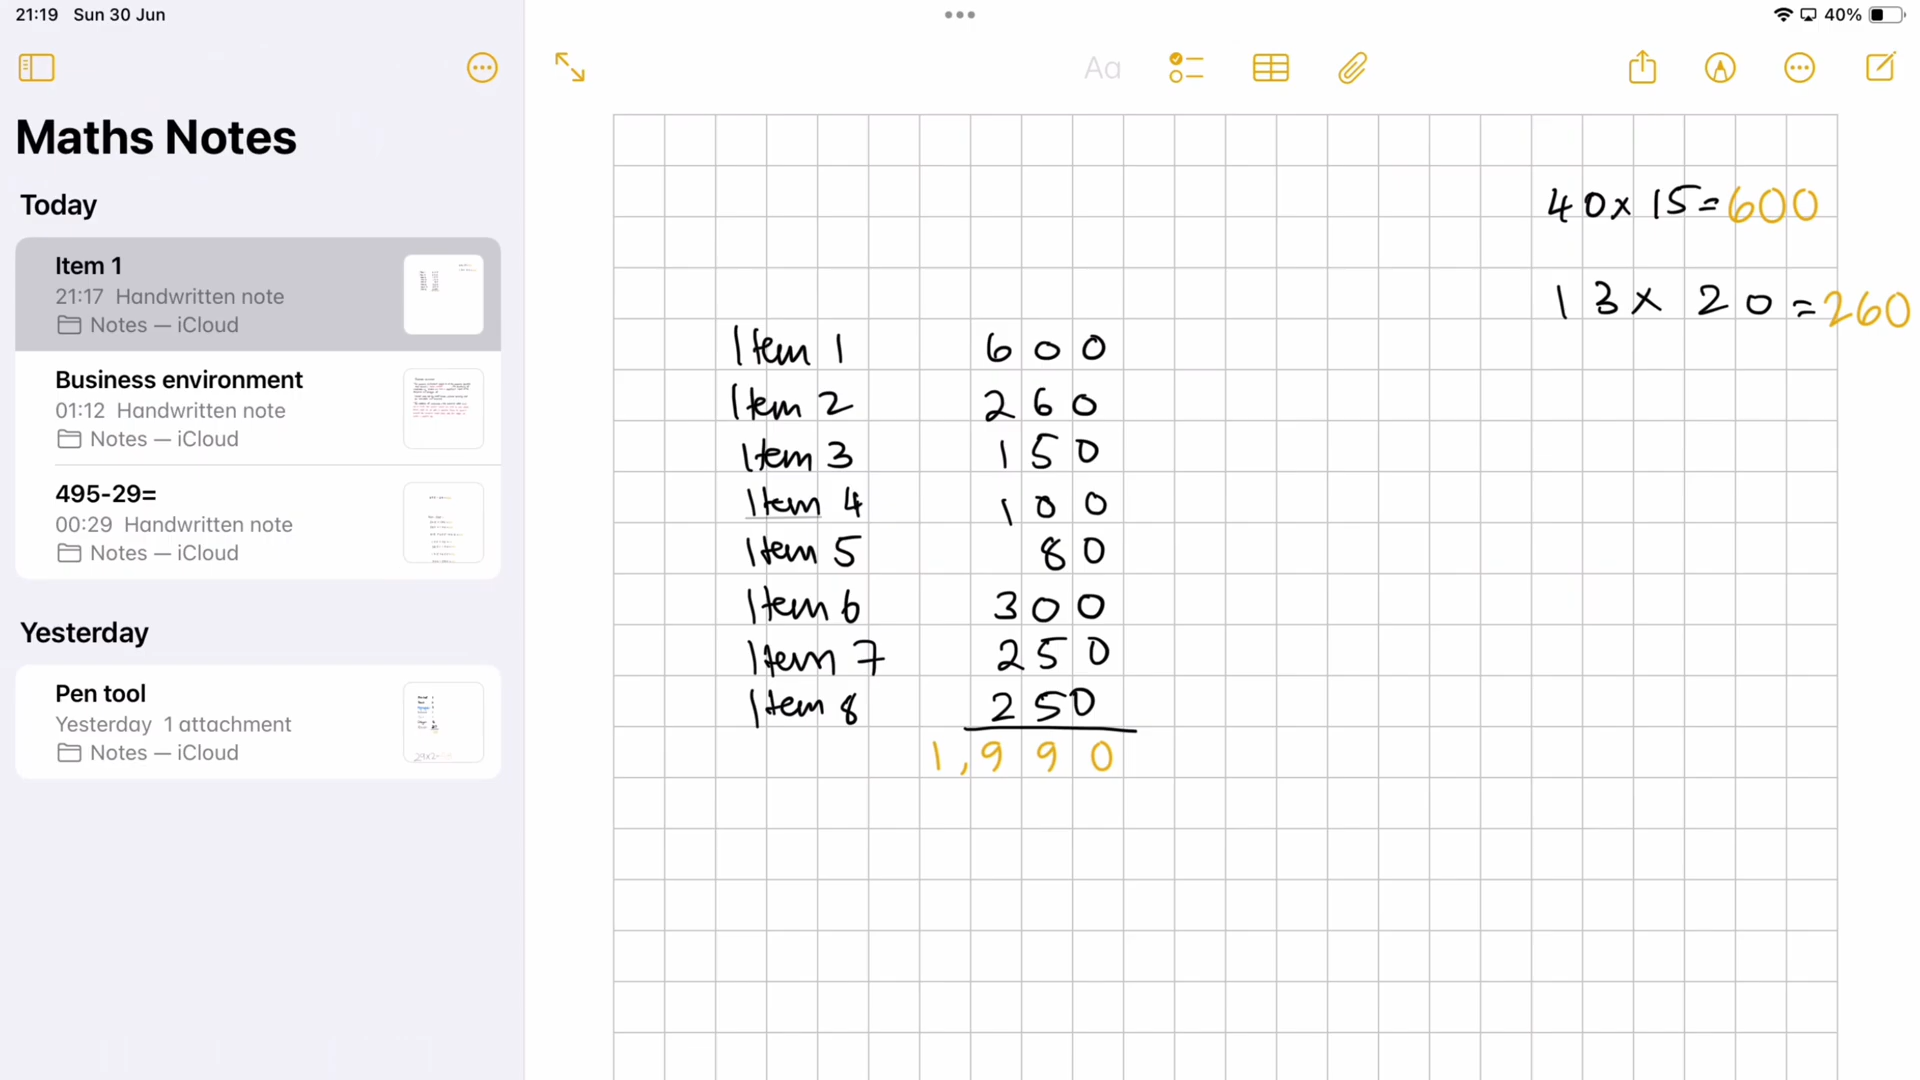 21:19 Sun 30 Jun
40%
Maths Notes
Today
Item 1
21:17 Handwritten note
Notes — iCloud
Business environment
01:12 Handwritten note
Notes — iCloud
495-29=
00:29 Handwritten note
Notes — iCloud
Yesterday
Pen tool
Yesterday 1 attachment
Notes — iCloud
Aa
40x 15=600
13x 20=260
Item 1 600
Item 2 260
Item 3 150
Item 4 100
Item 5 80
Item 6 300
Item 7 250
Item 8 250
1,990